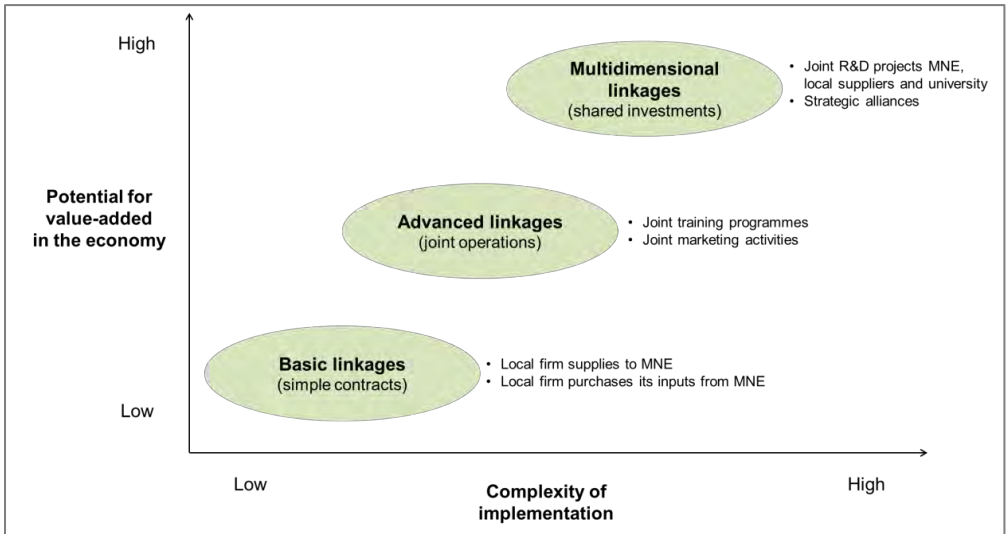 High
Multidimensional
linkages
(shared investments)
• Joint R&D projects MNE,
local suppliers and university
• Strategic alliances
Potential for
value-added
in the economy
Advanced linkages
(joint operations)
• Joint training programmes
• Joint marketing activities
Basic linkages
(simple contracts)
• Local firm supplies to MNE
• Local firm purchases its inputs from MNE
Low
Low
Complexity of
implementation
High